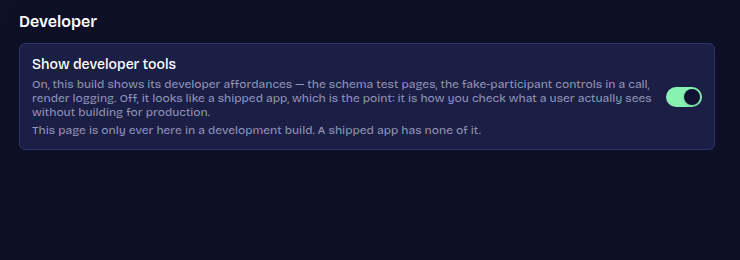 Developer
Show developer tools
On, this build shows its developer affordances — the schema test pages, the fake-participant controls in a call,
render logging. Off, it looks like a shipped app, which is the point: it is how you check what a user actually sees
without building for production.
This page is only ever here in a development build. A shipped app has none of it.